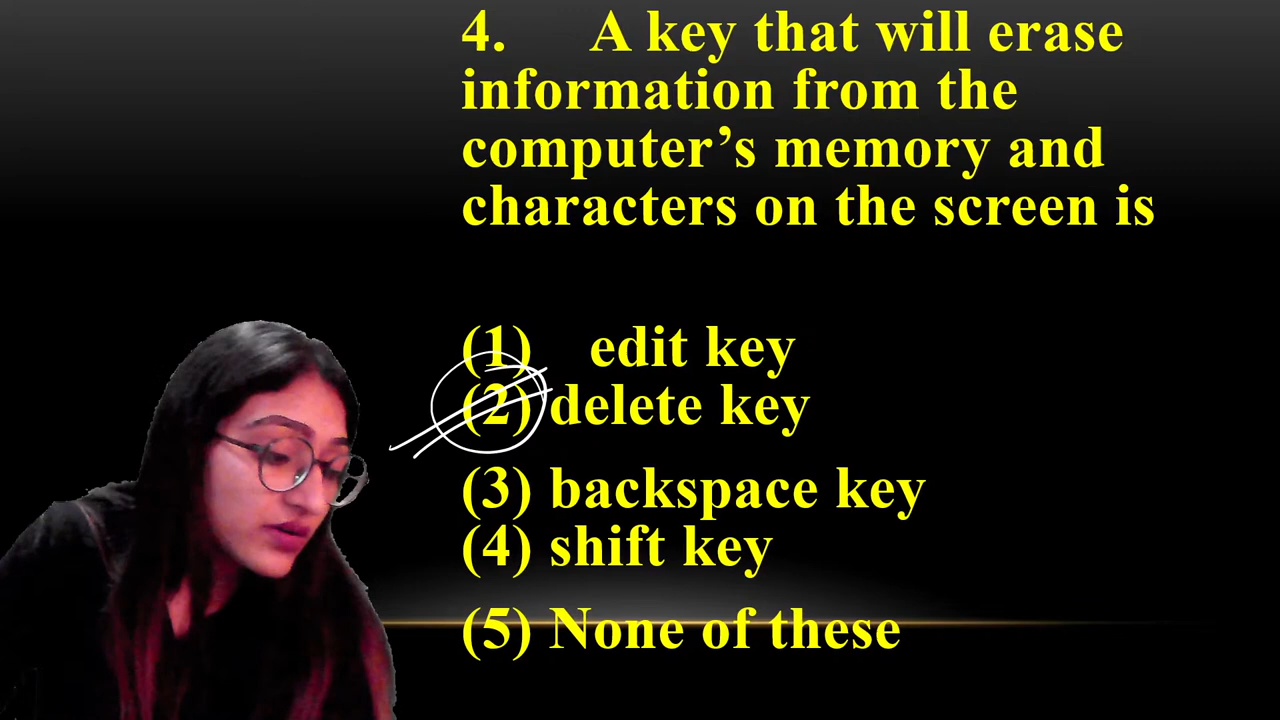 4. A key that will erase
information from the
computer’s memory and
characters on the screen is
(1) edit key
(2) delete key
(3) backspace key
(4) shift key
(5) None of these